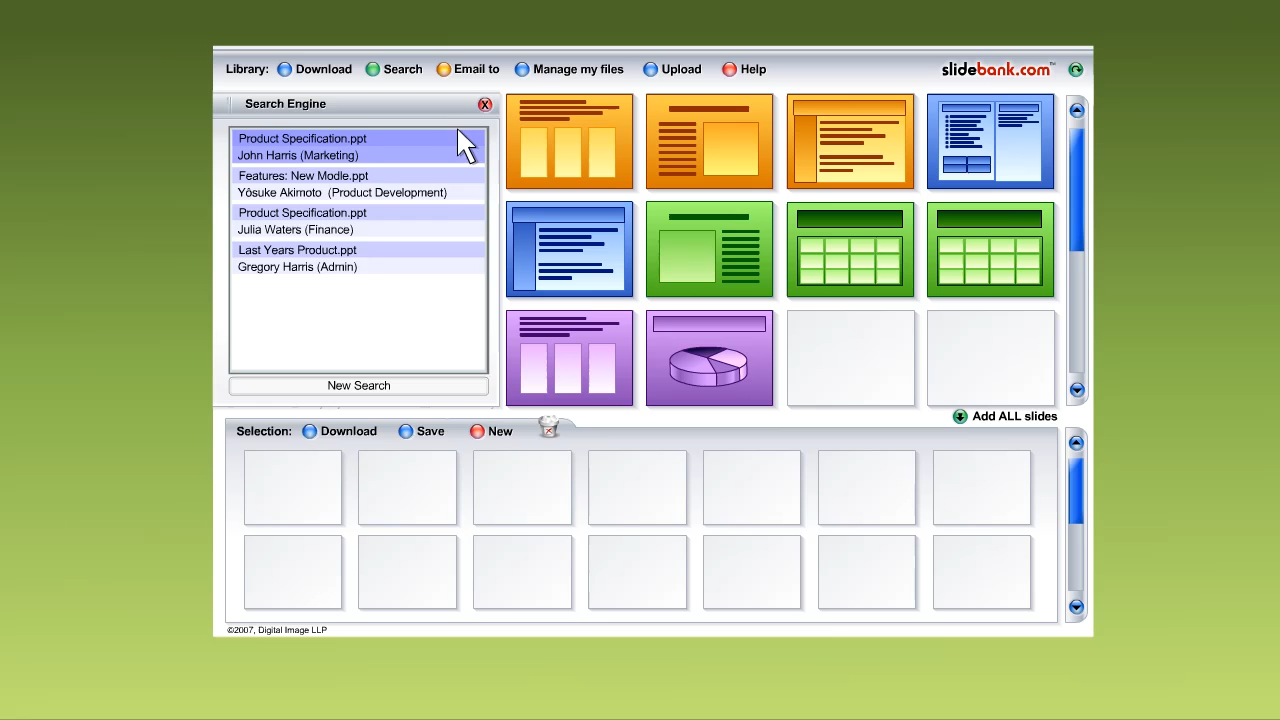 Library: Download Search Email to Manage my files Upload Help slidebank.com™
Search Engine
Product Specification.ppt
John Harris (Marketing)
Features: New Modle.ppt
Yōsuke Akimoto (Product Development)
Product Specification.ppt
Julia Waters (Finance)
Last Years Product.ppt
Gregory Harris (Admin)
New Search
Add ALL slides
Selection: Download Save New
©2007, Digital Image LLP